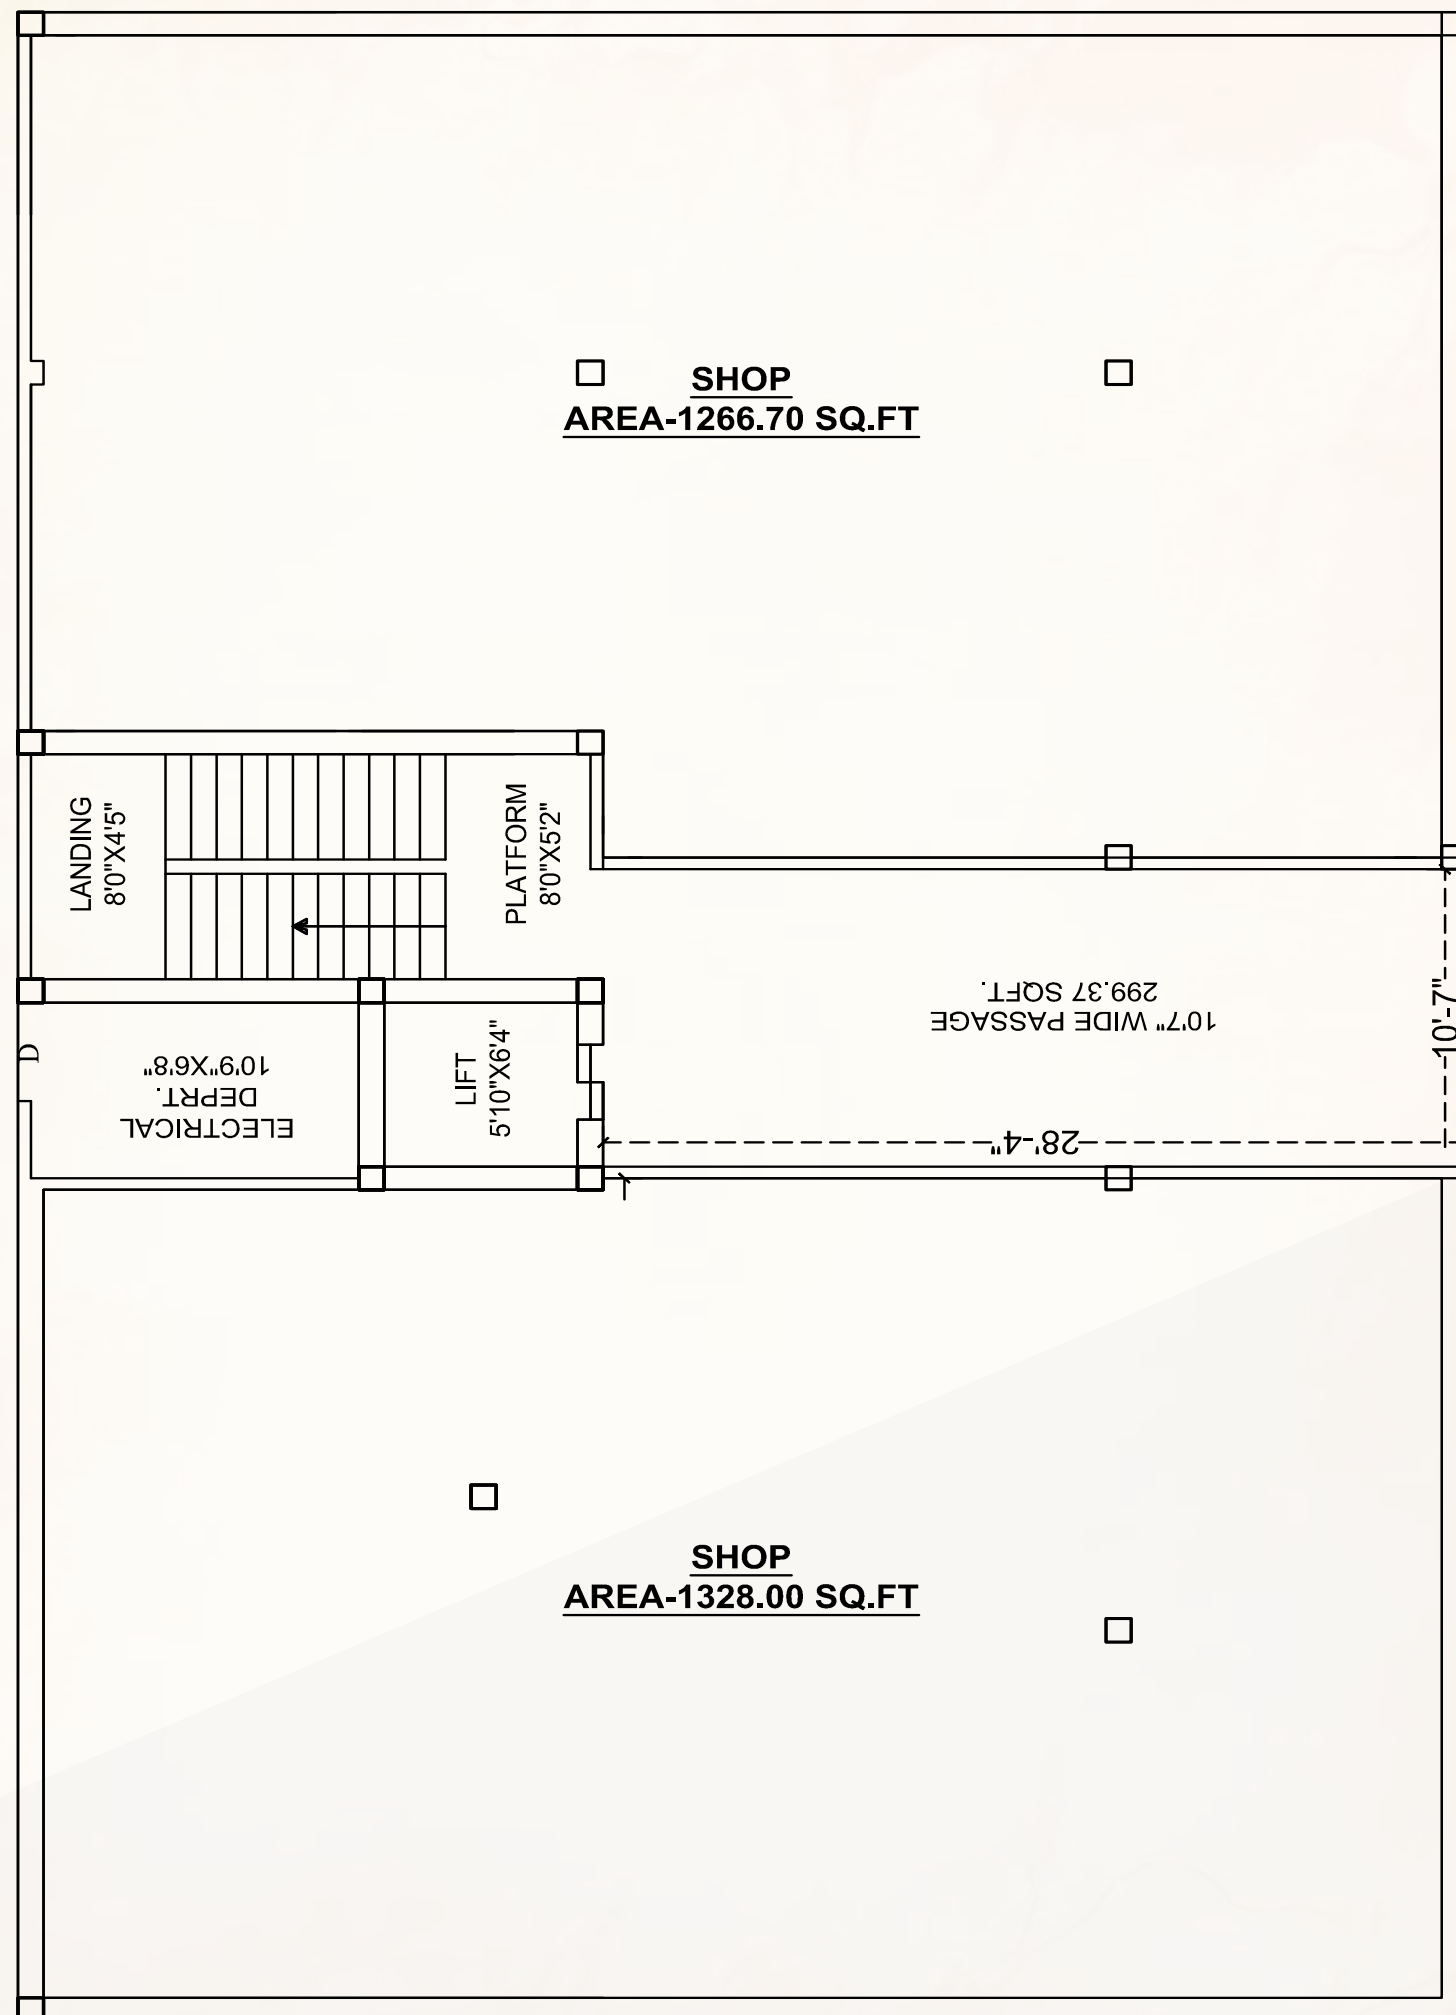 SHOP
AREA-1266.70 SQ.FT
LANDING
8'0"X4'5"
PLATFORM
8'0"X5'2"
10'7" WIDE PASSAGE
299.37 SQFT.
10'-7"
D
ELECTRICAL
DEPRT.
10'9"X6'8"
LIFT
5'10"X6'4"
28'-4"
SHOP
AREA-1328.00 SQ.FT